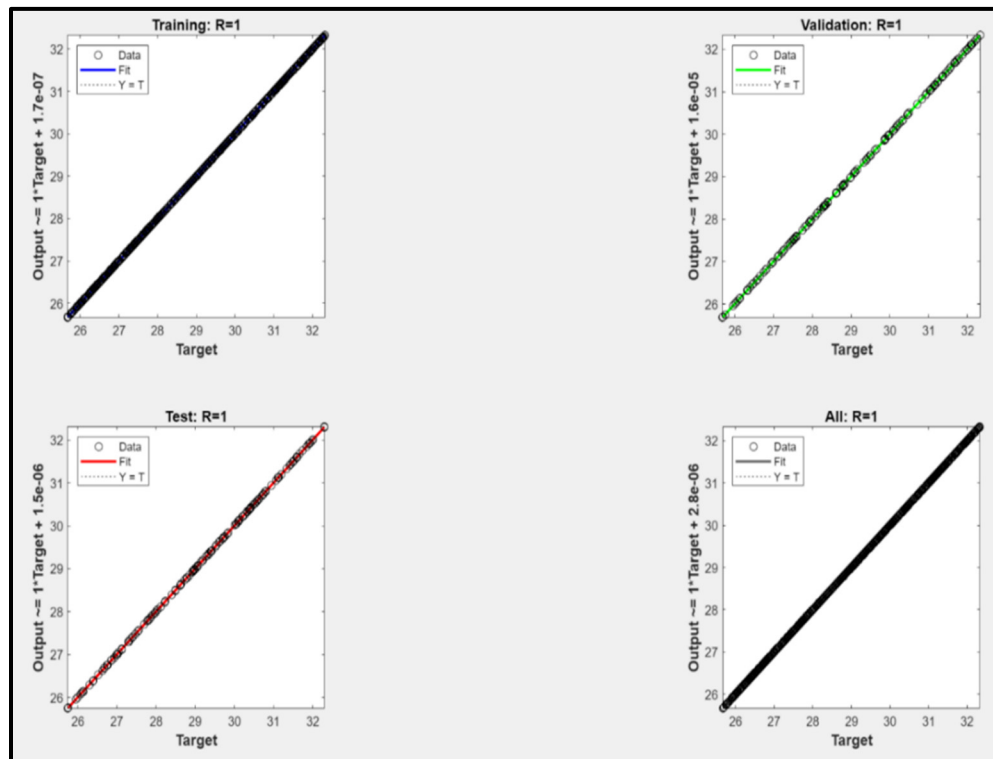 Training: R=1
Output ~= 1*Target + 1.7e-07
Data
Fit
Y = T
32
31
30
29
28
27
26
26 27 28 29 30 31 32
Target
Validation: R=1
Output ~= 1*Target + 1.6e-05
Data
Fit
Y = T
32
31
30
29
28
27
26
26 27 28 29 30 31 32
Target
Test: R=1
Output ~= 1*Target + 1.5e-06
Data
Fit
Y = T
32
31
30
29
28
27
26
26 27 28 29 30 31 32
Target
All: R=1
Output ~= 1*Target + 2.8e-06
Data
Fit
Y = T
32
31
30
29
28
27
26
26 27 28 29 30 31 32
Target